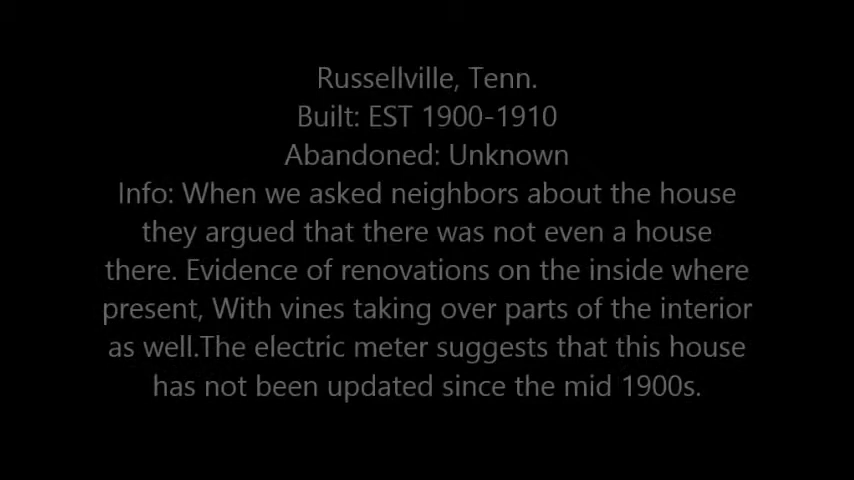 Russellville, Tenn.
Built: EST 1900-1910
Abandoned: Unknown
Info: When we asked neighbors about the house
they argued that there was not even a house
there. Evidence of renovations on the inside where
present, With vines taking over parts of the interior
as well.The electric meter suggests that this house
has not been updated since the mid 1900s.